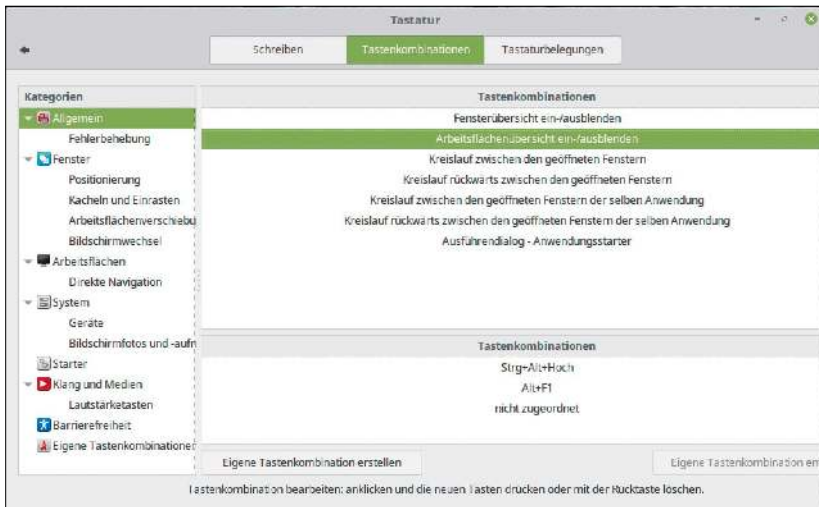 Tastatur
Schreiben
Tastenkombinationen
Tastaturbelegungen
Kategorien
Allgemein
Fehlerbehebung
Fenster
Positionierung
Kacheln und Einrasten
Arbeitsflächenverschiebu
Bildschirmwechsel
Arbeitsflächen
Direkte Navigation
System
Geräte
Bildschirmfotos und -aufn
Starter
Klang und Medien
Lautstärketasten
Barrierefreiheit
Eigene Tastenkombinationen
Tastenkombinationen
Fensterübersicht ein-/ausblenden
Arbeitsflächenübersicht ein-/ausblenden
Kreislauf zwischen den geöffneten Fenstern
Kreislauf rückwärts zwischen den geöffneten Fenstern
Kreislauf zwischen den geöffneten Fenstern der selben Anwendung
Kreislauf rückwärts zwischen den geöffneten Fenstern der selben Anwendung
Ausführendialog - Anwendungsstarter
Tastenkombinationen
Strg+Alt+Hoch
Alt+F1
nicht zugeordnet
Eigene Tastenkombination erstellen
Eigene Tastenkombination en
Tastenkombination bearbeiten: anklicken und die neuen Tasten drücken oder mit der Rücktaste löschen.